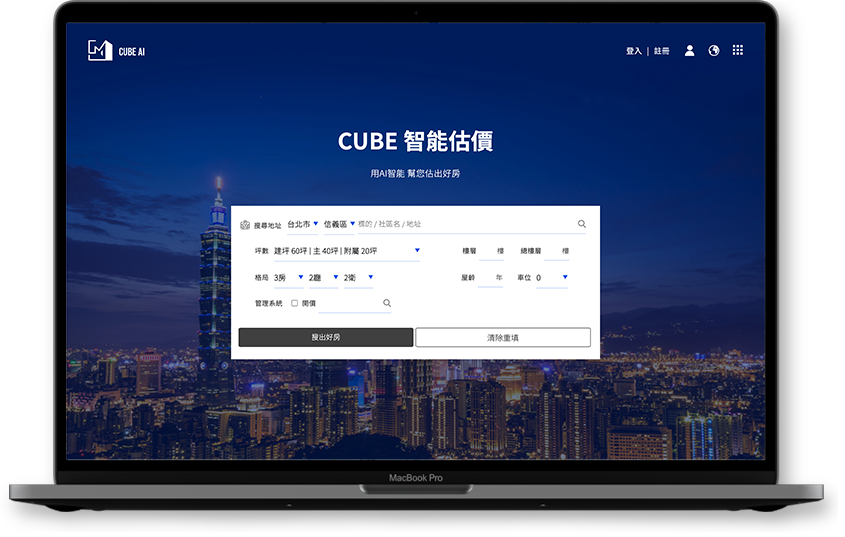 CUBE AI
登入 | 註冊
CUBE 智能估價
用AI智能 幫您估出好房
搜尋地址 台北市 信義區 標的 / 社區名 / 地址
坪數 建坪 60坪 | 主 40坪 | 附屬 20坪 樓層 樓 總樓層 樓
格局 3房 2廳 2衛 屋齡 年 車位 0
管理系統 開價
搜出好房 清除重填
MacBook Pro